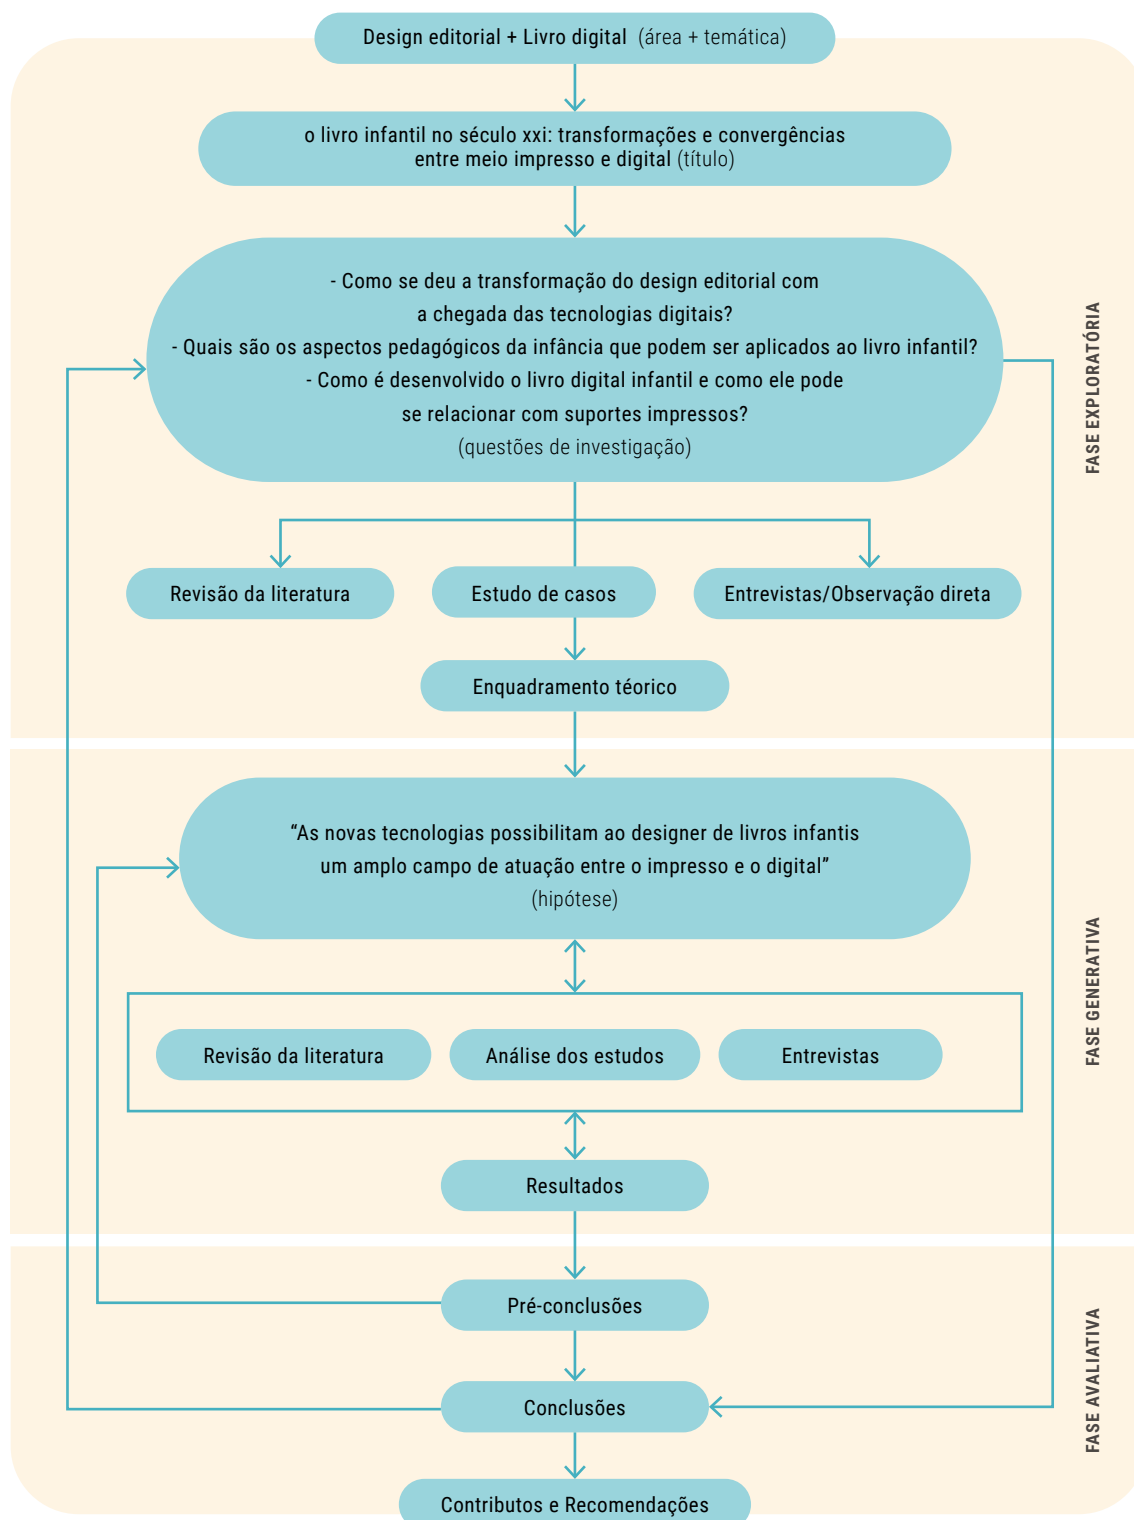 Design editorial + Livro digital (área + temática)
o livro infantil no século xxi: transformações e convergências
entre meio impresso e digital (título)
- Como se deu a transformação do design editorial com
a chegada das tecnologias digitais?
- Quais são os aspectos pedagógicos da infância que podem ser aplicados ao livro infantil?
- Como é desenvolvido o livro digital infantil e como ele pode
se relacionar com suportes impressos?
(questões de investigação)
FASE EXPLORATÓRIA
Revisão da literatura
Estudo de casos
Entrevistas/Observação direta
Enquadramento téorico
“As novas tecnologias possibilitam ao designer de livros infantis
um amplo campo de atuação entre o impresso e o digital”
(hipótese)
FASE GENERATIVA
Revisão da literatura
Análise dos estudos
Entrevistas
Resultados
Pré-conclusões
FASE AVALIATIVA
Conclusões
Contributos e Recomendações